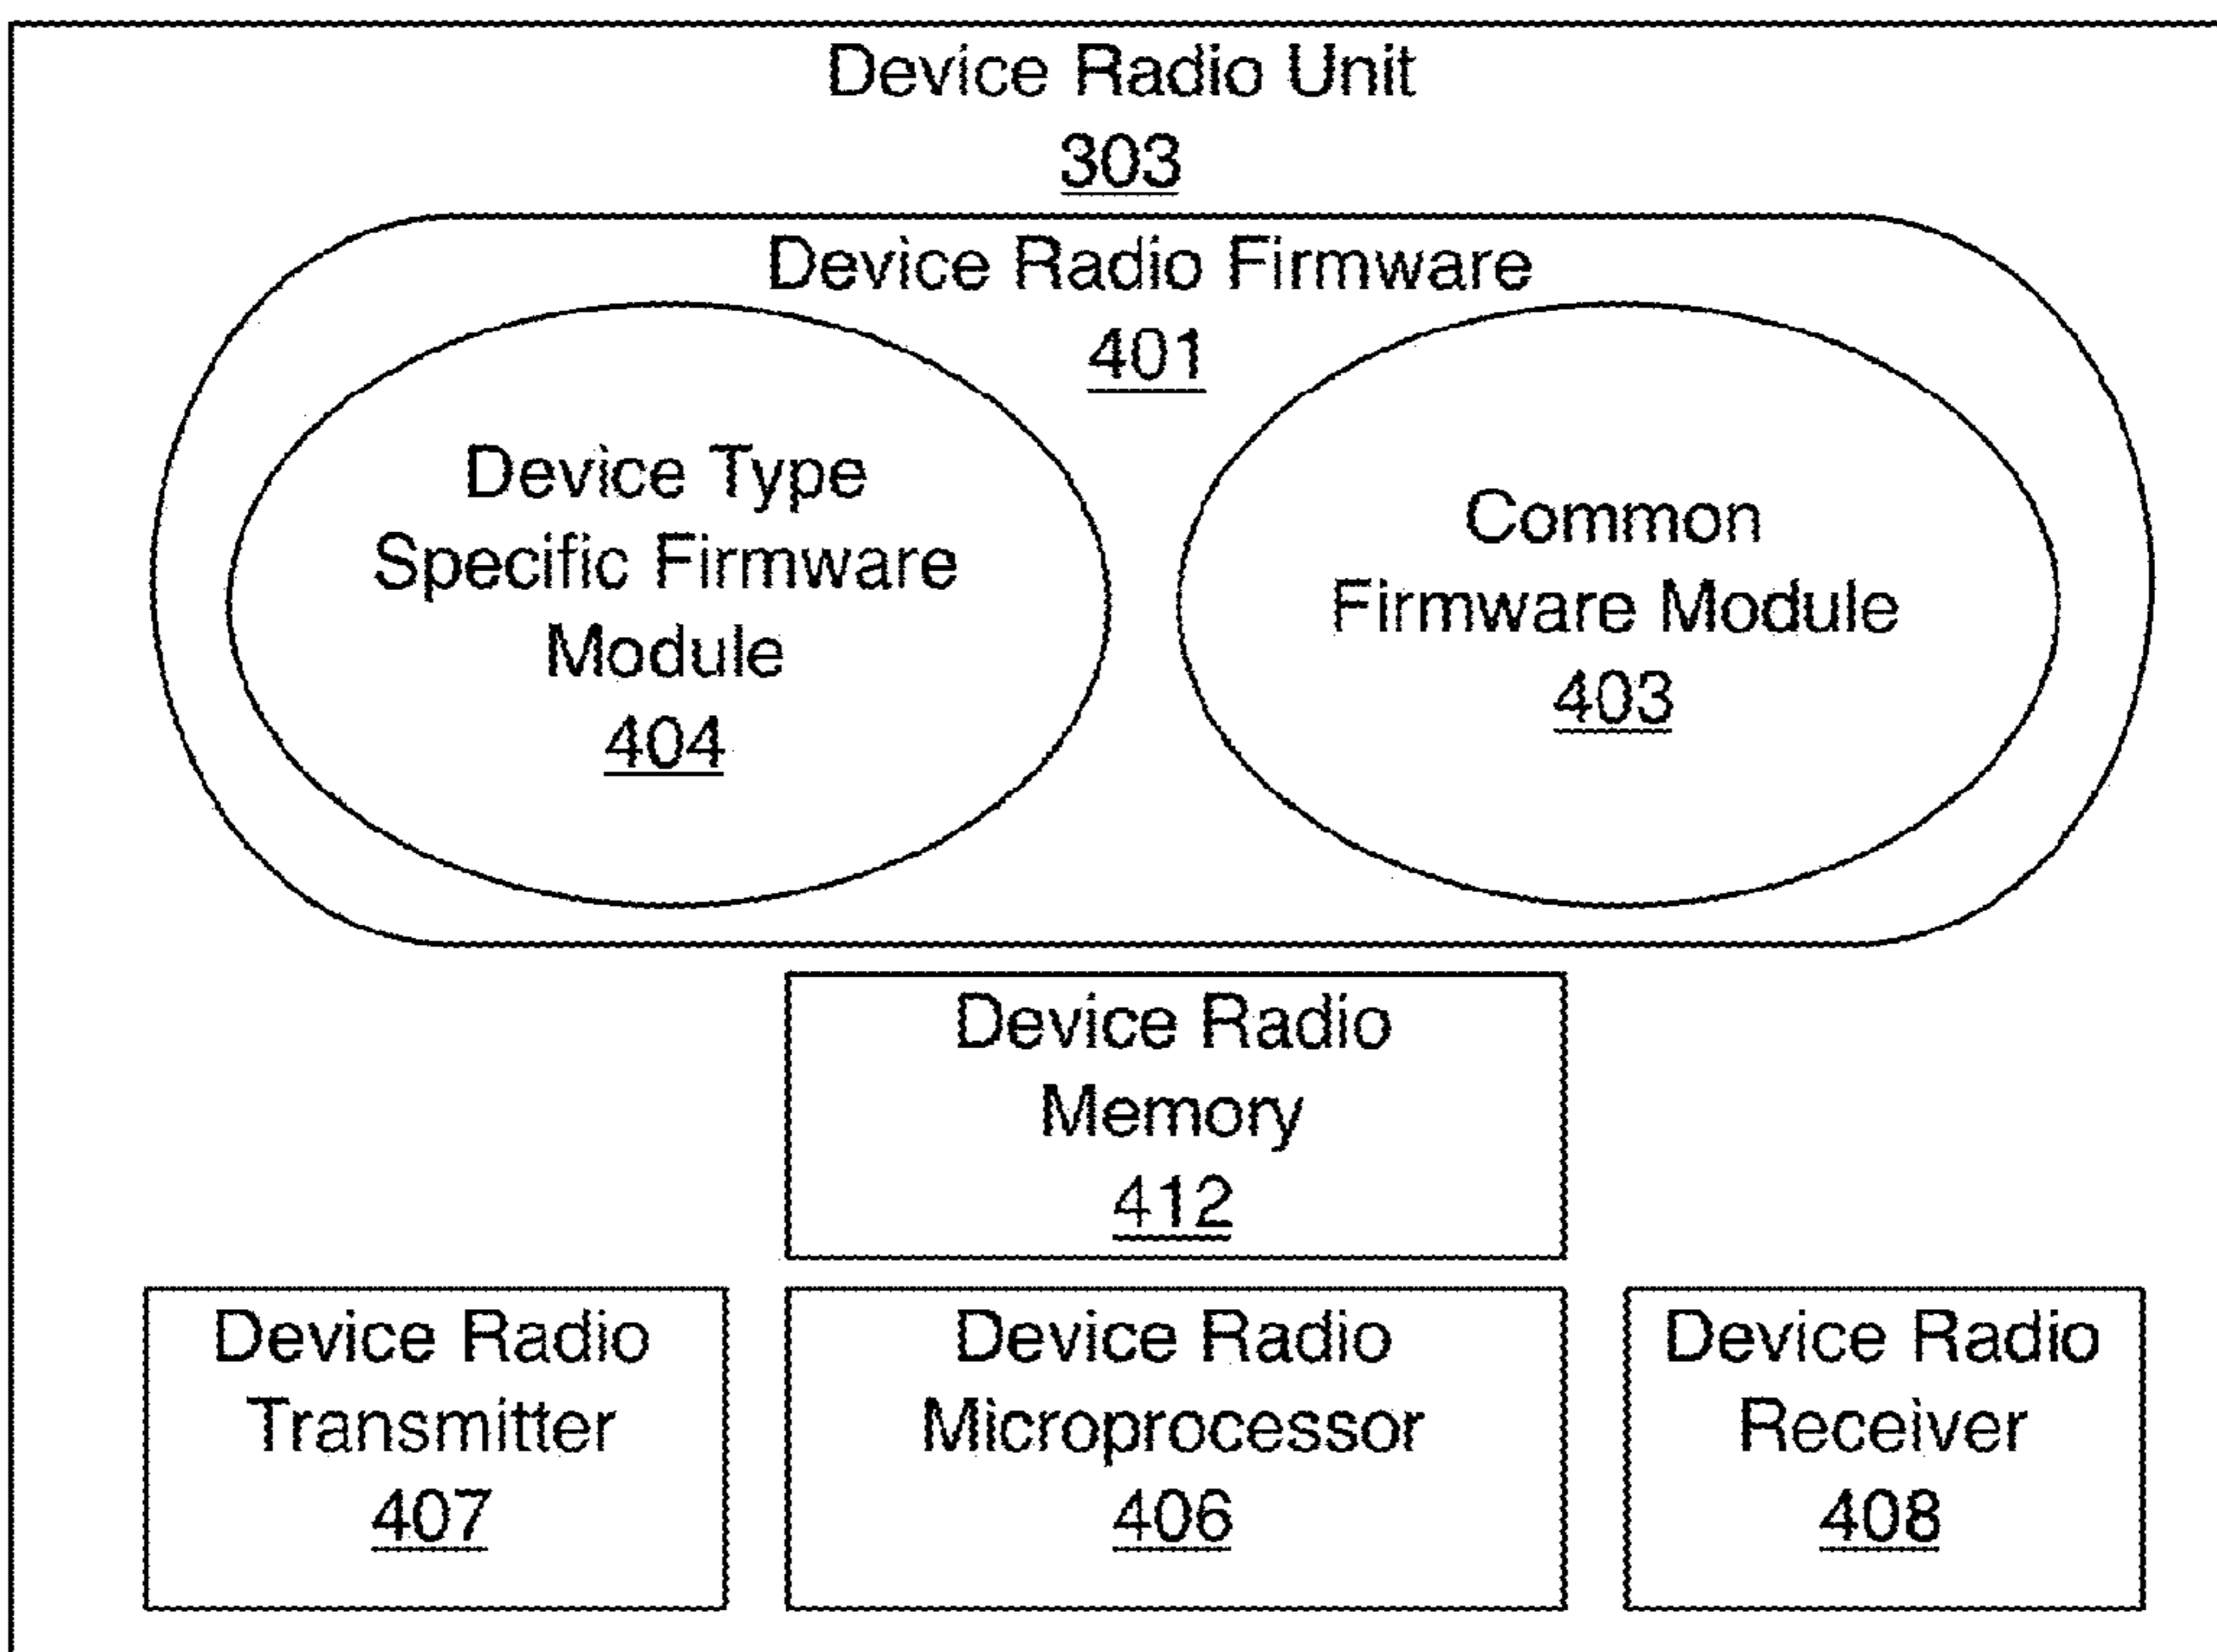 Device Radio Unit
303
Device Radio Firmware
401
Device Type
Specific Firmware
Module
404
Common
Firmware Module
403
Device Radio
Memory
412
Device Radio
Transmitter
407
Device Radio
Microprocessor
406
Device Radio
Receiver
408